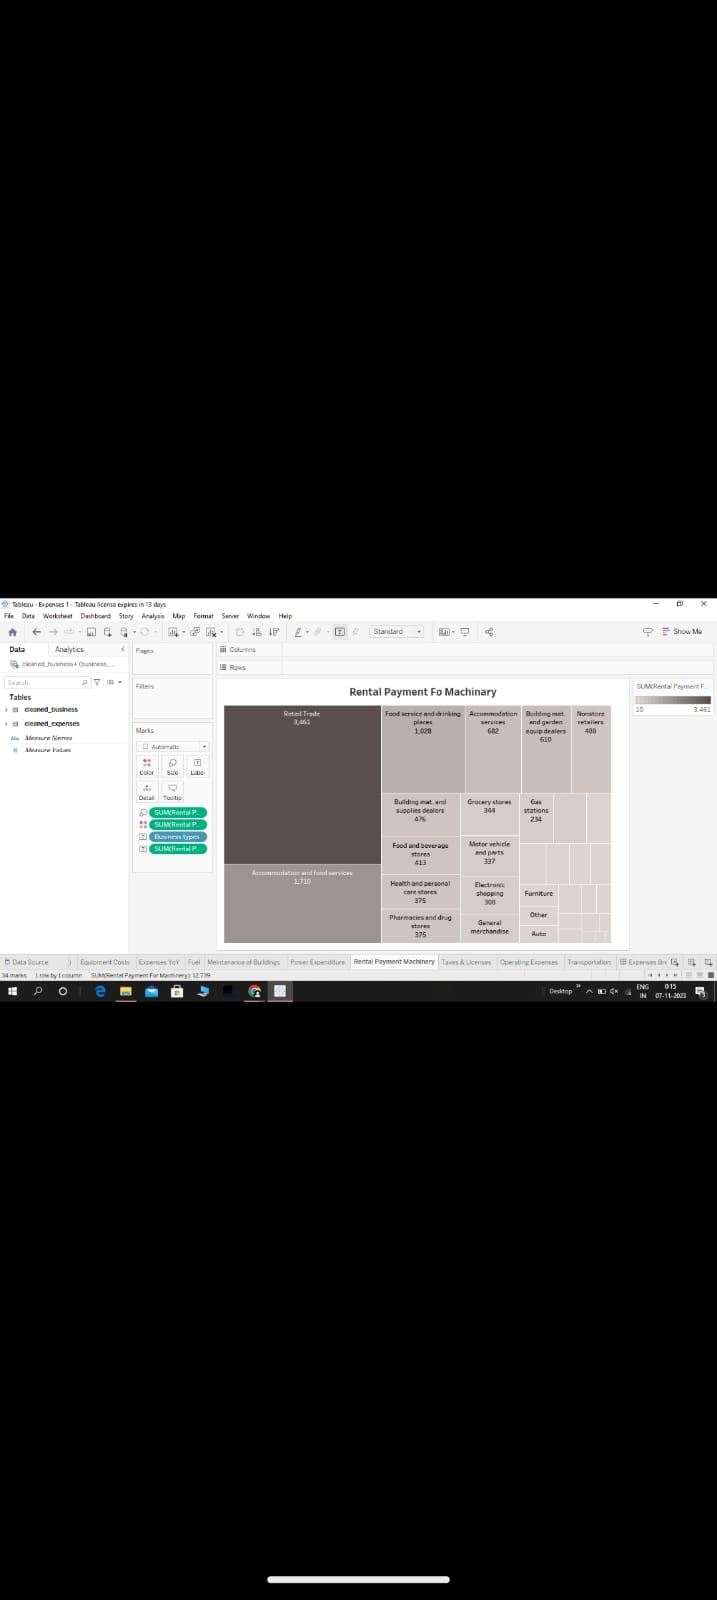 Tableau - Expenses 1 - Tableau license expires in 13 days
File Data Worksheet Dashboard Story Analysis Map Format Server Window Help
Standard
Show Me
Data Analytics
cleaned_business+ (business_...
Search
Tables
cleaned_business
cleaned_expenses
Abc Measure Names
# Measure Values
Pages
Filters
Marks
Automatic
Color Size Label
Detail Tooltip
SUM(Rental P..
SUM(Rental P..
Business types
SUM(Rental P..
Columns
Rows
Rental Payment Fo Machinery
Retail Trade
3,461
Accommodation and food services
1,710
Food service and drinking
places
1,028
Accommodation
services
682
Building mat.
and garden
equip dealers
610
Nonstore
retailers
480
Building mat. and
supplies dealers
476
Food and beverage
stores
413
Health and personal
care stores
375
Pharmacies and drug
stores
375
Grocery stores
344
Motor vehicle
and parts
337
Electronic
shopping
308
General
merchandise
Gas
stations
234
Furniture
Other
Auto
SUM(Rental Payment F...
10 3,461
Data Source Equipment Costs Expenses YoY Fuel Meintanance of Buildings Power Expenditure Rental Payment Machinery Taxes & Licenses Operating Expenses Transportation Expenses Bre
34 marks 1 row by 1 column SUM(Rental Payment For Machinery): 12,739
Desktop
ENG
IN
0:15
07-11-2023
3